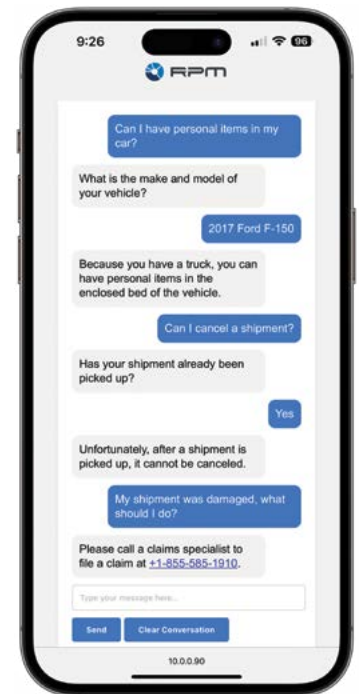 9:26
96
RPM
Can I have personal items in my
car?
What is the make and model of
your vehicle?
2017 Ford F-150
Because you have a truck, you can
have personal items in the
enclosed bed of the vehicle.
Can I cancel a shipment?
Has your shipment already been
picked up?
Yes
Unfortunately, after a shipment is
picked up, it cannot be canceled.
My shipment was damaged, what
should I do?
Please call a claims specialist to
file a claim at +1-855-585-1910.
Type your message here...
Send
Clear Conversation
10.0.0.90